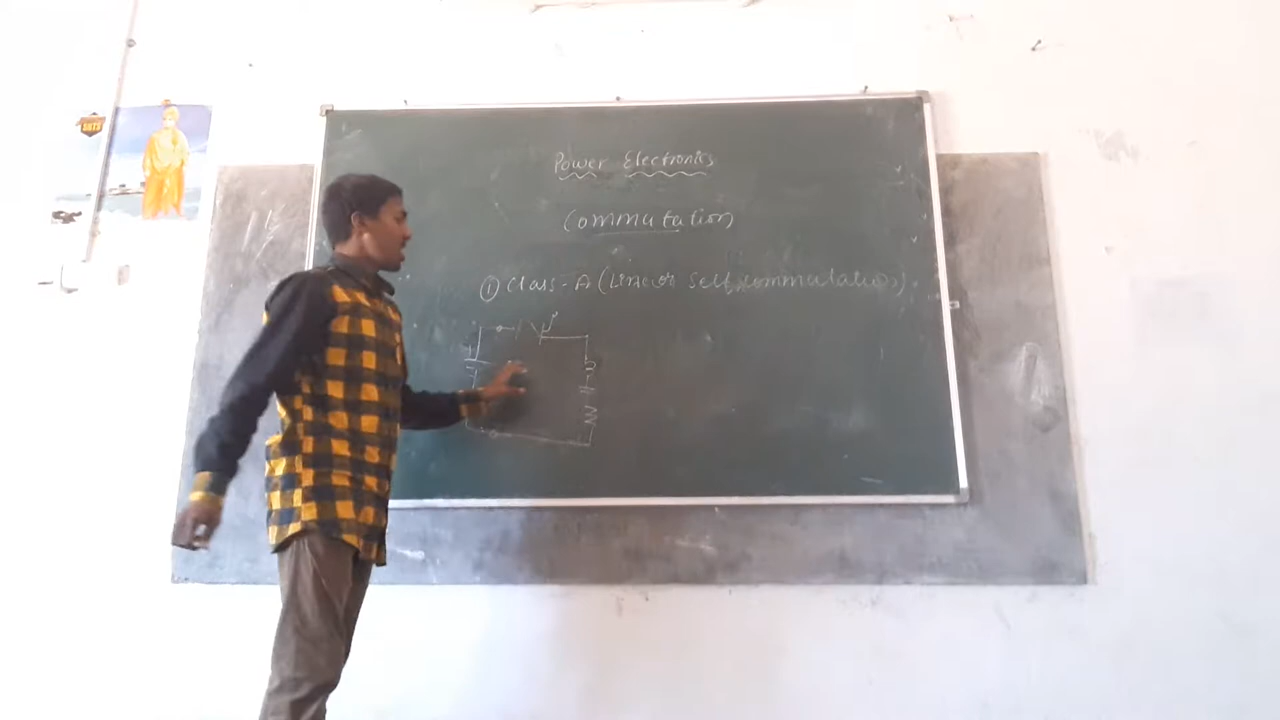 Power Electronics
Commutation
① Class-A (Linear Self Commutation)